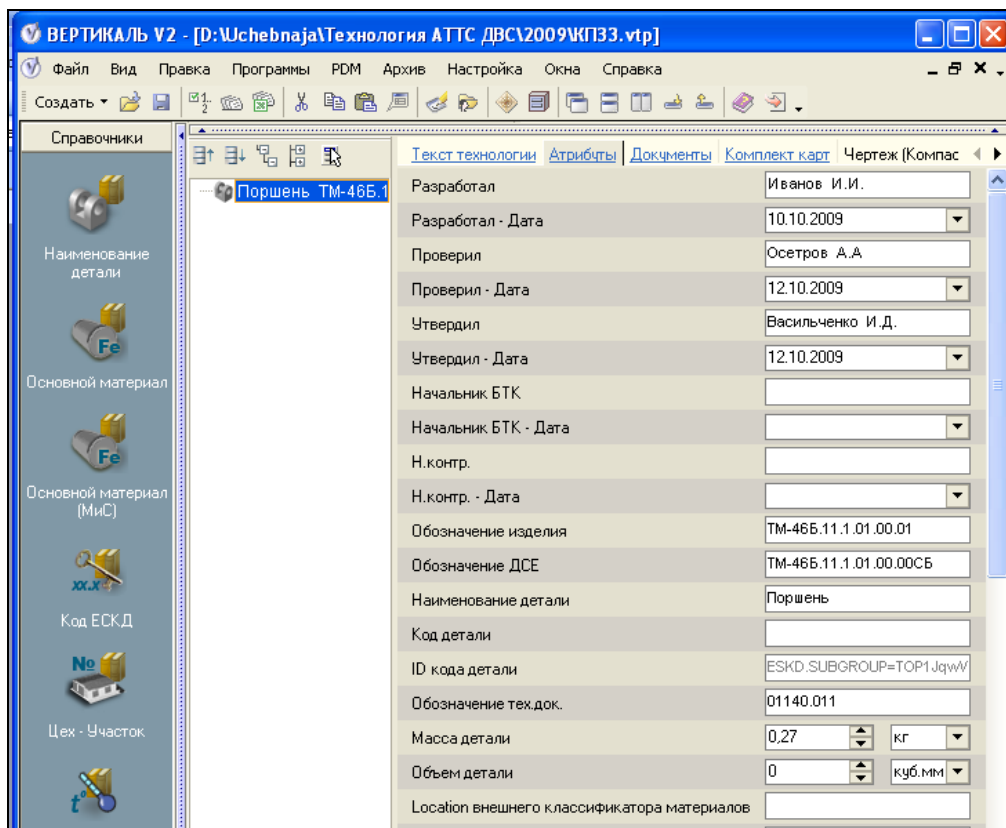 ВЕРТИКАЛЬ V2 - [D:\Uchebnaja\Технология АТТС ДВС\2009\КП33.vtp]
Файл Вид Правка Программы PDM Архив Настройка Окна Справка
Создать
Справочники
Текст технологии Атрибуты Документы Комплект карт Чертеж (Компас
Поршень ТМ-46Б.1
Наименование детали
Fe
Основной материал
Fe
Основной материал (МиС)
xx.x
Код ЕСКД
No
Цех - Участок
t°
Разработал Иванов И.И.
Разработал - Дата 10.10.2009
Проверил Осетров А.А
Проверил - Дата 12.10.2009
Утвердил Васильченко И.Д.
Утвердил - Дата 12.10.2009
Начальник БТК
Начальник БТК - Дата
Н.контр.
Н.контр. - Дата
Обозначение изделия ТМ-46Б.11.1.01.00.01
Обозначение ДСЕ ТМ-46Б.11.1.01.00.00СБ
Наименование детали Поршень
Код детали
ID кода детали ESKD.SUBGROUP=TOP1JqwV
Обозначение тех.док. 01140.011
Масса детали 0,27 кг
Объем детали 0 куб.мм
Location внешнего классификатора материалов